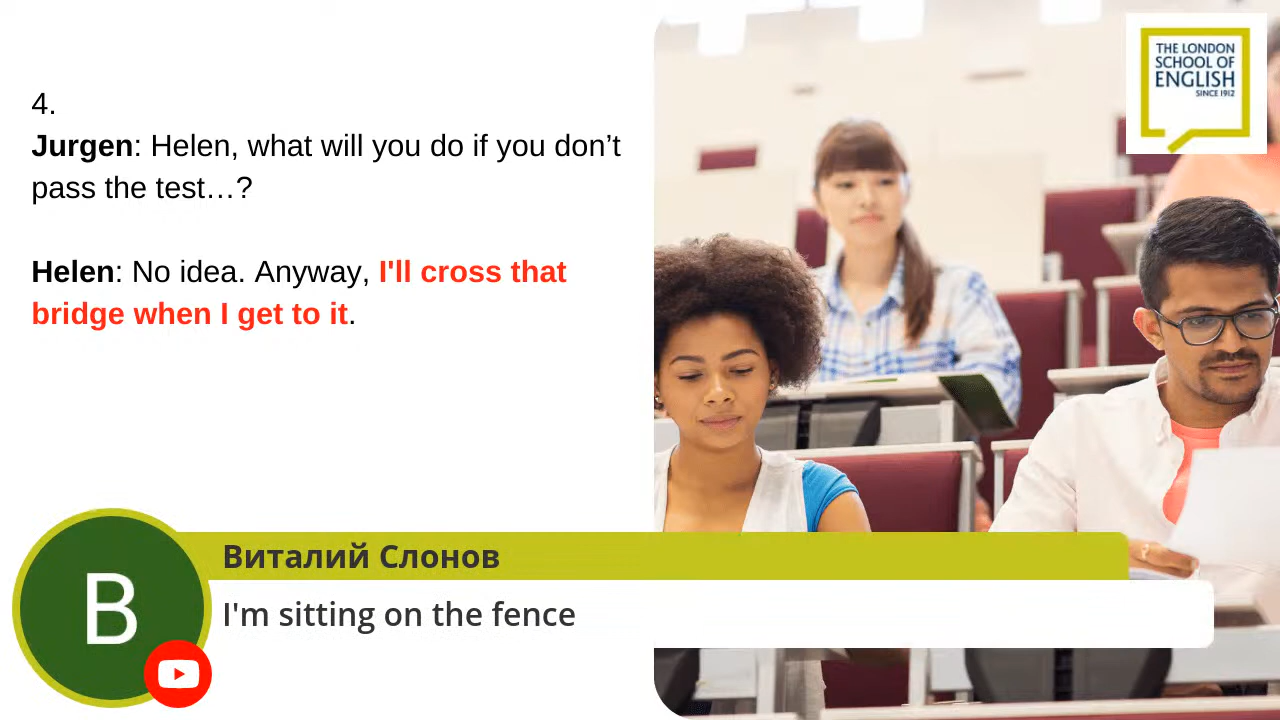 THE LONDON
SCHOOL OF
ENGLISH
SINCE 1912
4.
Jurgen: Helen, what will you do if you don’t
pass the test…?
Helen: No idea. Anyway, I'll cross that
bridge when I get to it.
В
Виталий Слонов
I'm sitting on the fence